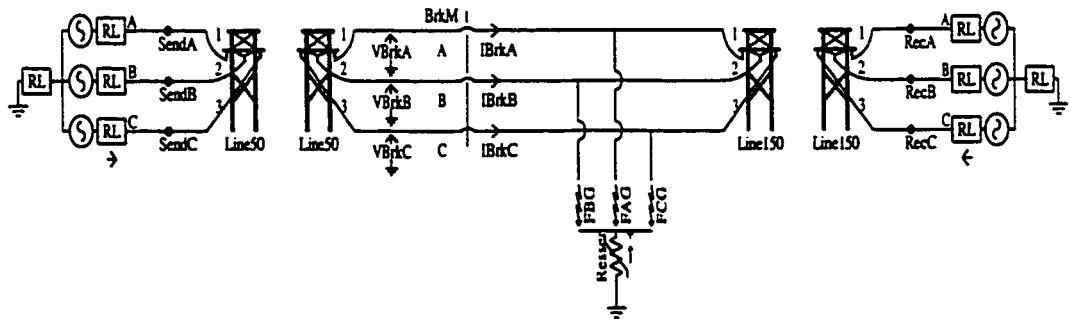 A
RL
SendA
1
BrkM
VBrkA
A
IBrkA
1
1
A
RecA
RL
RL
B
RL
SendB
2
2
VBrkB
B
IBrkB
2
2
B
RecB
RL
RL
C
RL
SendC
3
3
VBrkC
C
IBrkC
3
3
C
RecC
RL
Line50
Line50
Line150
Line150
FBG
FAG
FCG